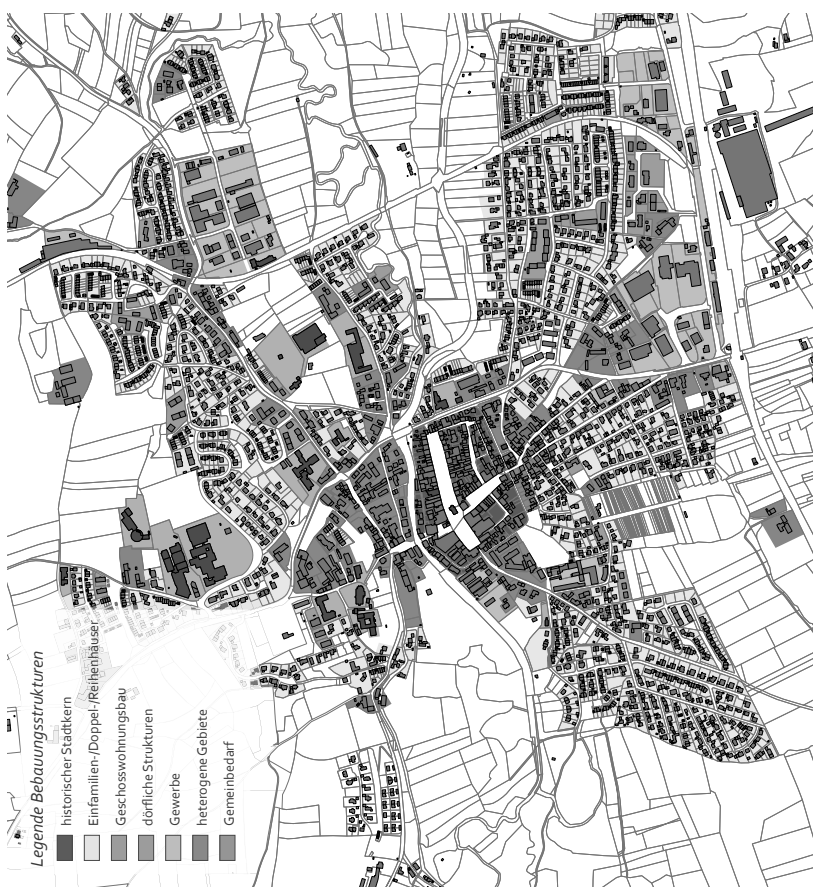 Legende Bebauungsstrukturen
historischer Stadtkern
Einfamilien-/Doppel-/Reihenhäuser
Geschosswohnungsbau
dörfliche Strukturen
Gewerbe
heterogene Gebiete
Gemeinbedarf